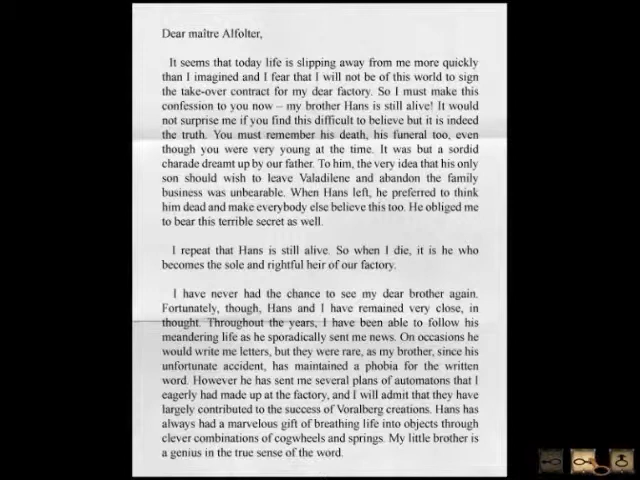 Dear maître Alfolter,
It seems that today life is slipping away from me more quickly
than I imagined and I fear that I will not be of this world to sign
the take-over contract for my dear factory. So I must make this
confession to you now – my brother Hans is still alive! It would
not surprise me if you find this difficult to believe but it is indeed
the truth. You must remember his death, his funeral too, even
though you were very young at the time. It was but a sordid
charade dreamt up by our father. To him, the very idea that his only
son should wish to leave Valadilene and abandon the family
business was unbearable. When Hans left, he preferred to think
him dead and make everybody else believe this too. He obliged me
to bear this terrible secret as well.
I repeat that Hans is still alive. So when I die, it is he who
becomes the sole and rightful heir of our factory.
I have never had the chance to see my dear brother again.
Fortunately, though, Hans and I have remained very close, in
thought. Throughout the years, I have been able to follow his
meandering life as he sporadically sent me news. On occasions he
would write me letters, but they were rare, as my brother, since his
unfortunate accident, has maintained a phobia for the written
word. However he has sent me several plans of automatons that I
eagerly had made up at the factory, and I will admit that they have
largely contributed to the success of Voralberg creations. Hans has
always had a marvelous gift of breathing life into objects through
clever combinations of cogwheels and springs. My little brother is
a genius in the true sense of the word.